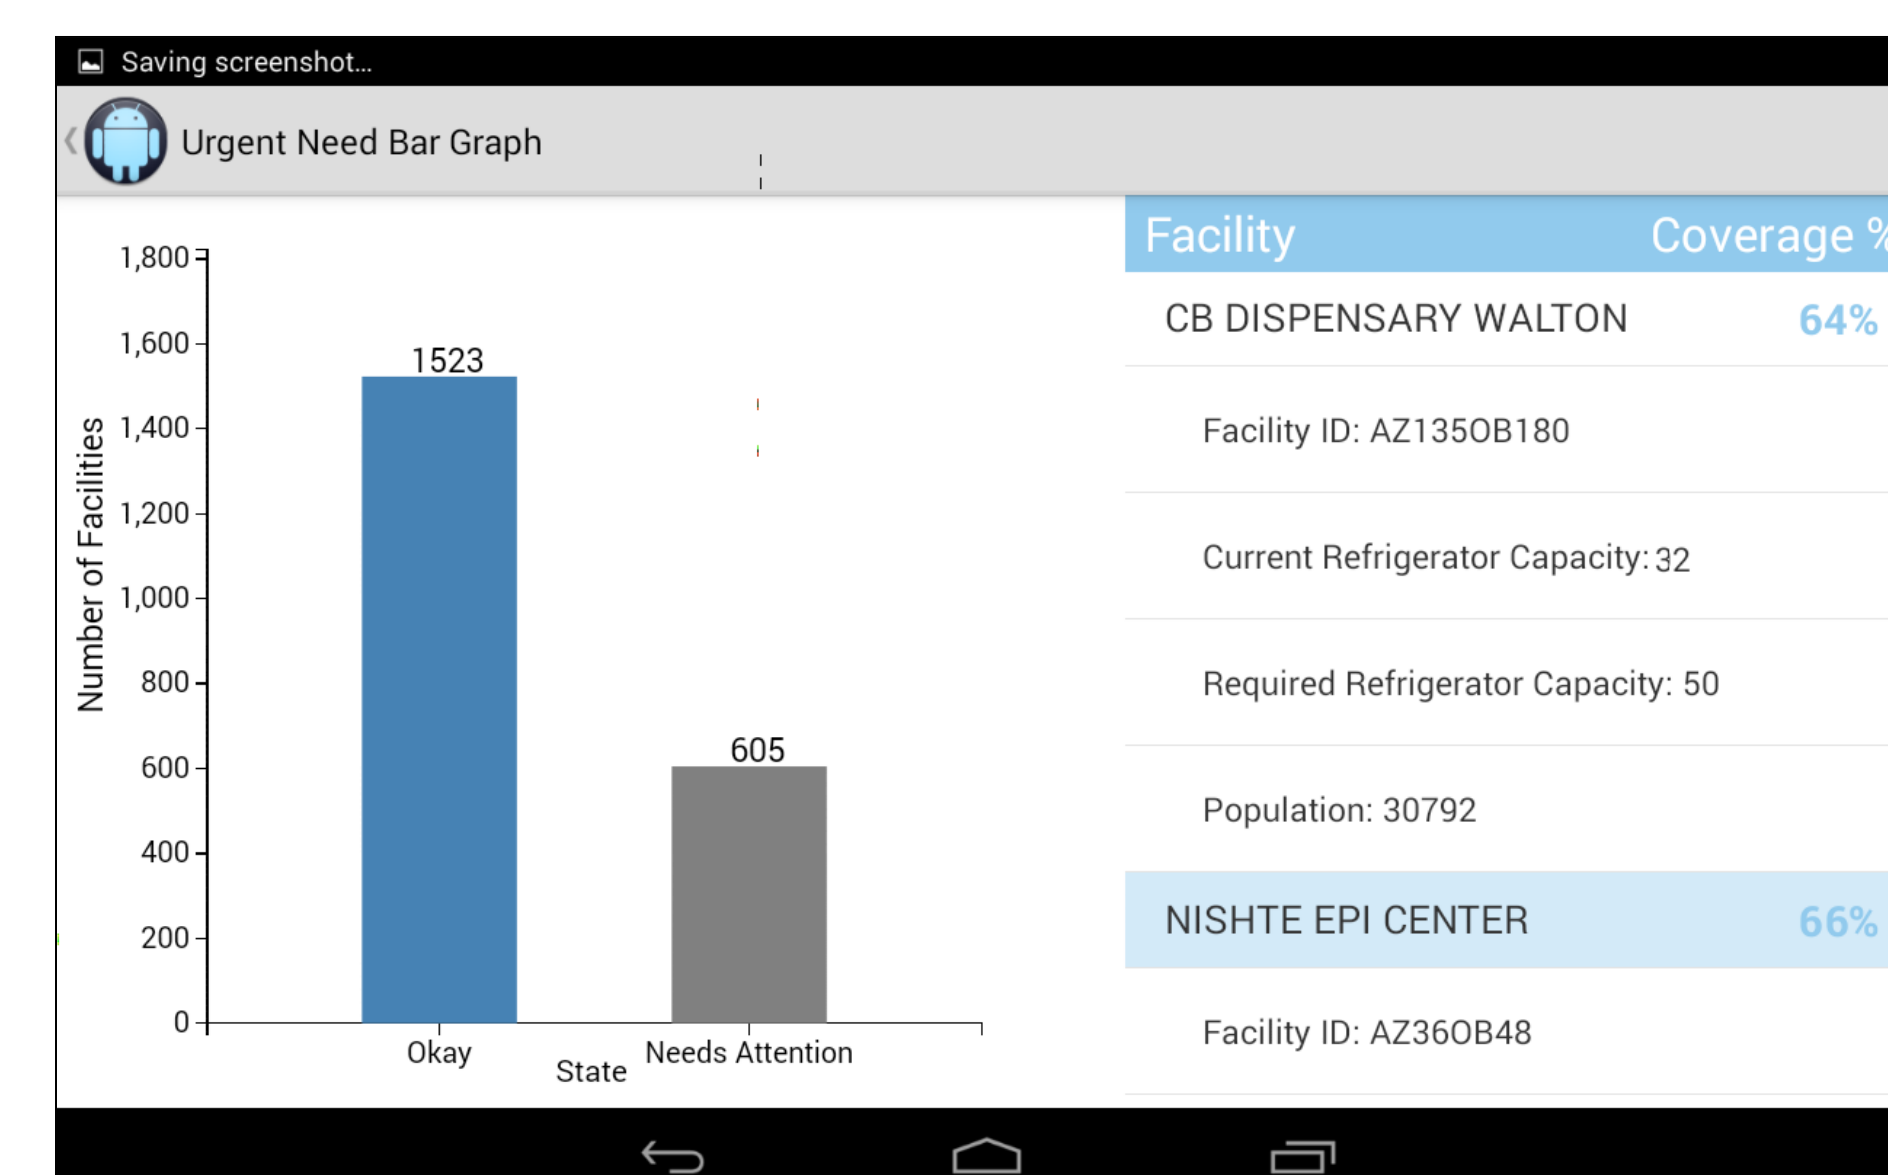 Saving screenshot...
Urgent Need Bar Graph
1,800
1,600
1,400
1,200
1,000
800
600
400
200
0
Number of Facilities
1523
605
Okay
Needs Attention
State
Facility Coverage %
CB DISPENSARY WALTON 64%
Facility ID: AZ135OB180
Current Refrigerator Capacity: 32
Required Refrigerator Capacity: 50
Population: 30792
NISHTE EPI CENTER 66%
Facility ID: AZ36OB48